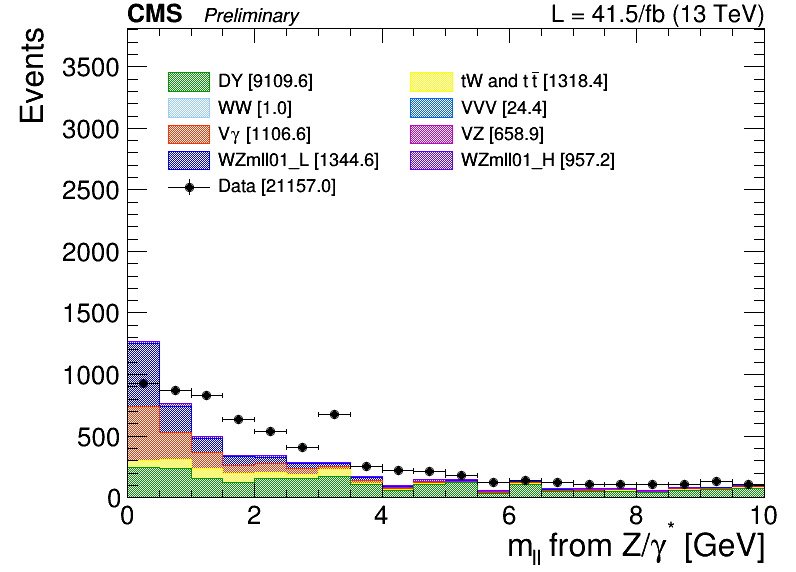 CMS Preliminary L = 41.5/fb (13 TeV)
Events
3500
3000
2500
2000
1500
1000
500
0
DY [9109.6]
tW and tt̄ [1318.4]
WW [1.0]
VVV [24.4]
Vγ [1106.6]
VZ [658.9]
WZmll01_L [1344.6]
WZmll01_H [957.2]
Data [21157.0]
0 2 4 6 8 10
m_ll from Z/γ* [GeV]